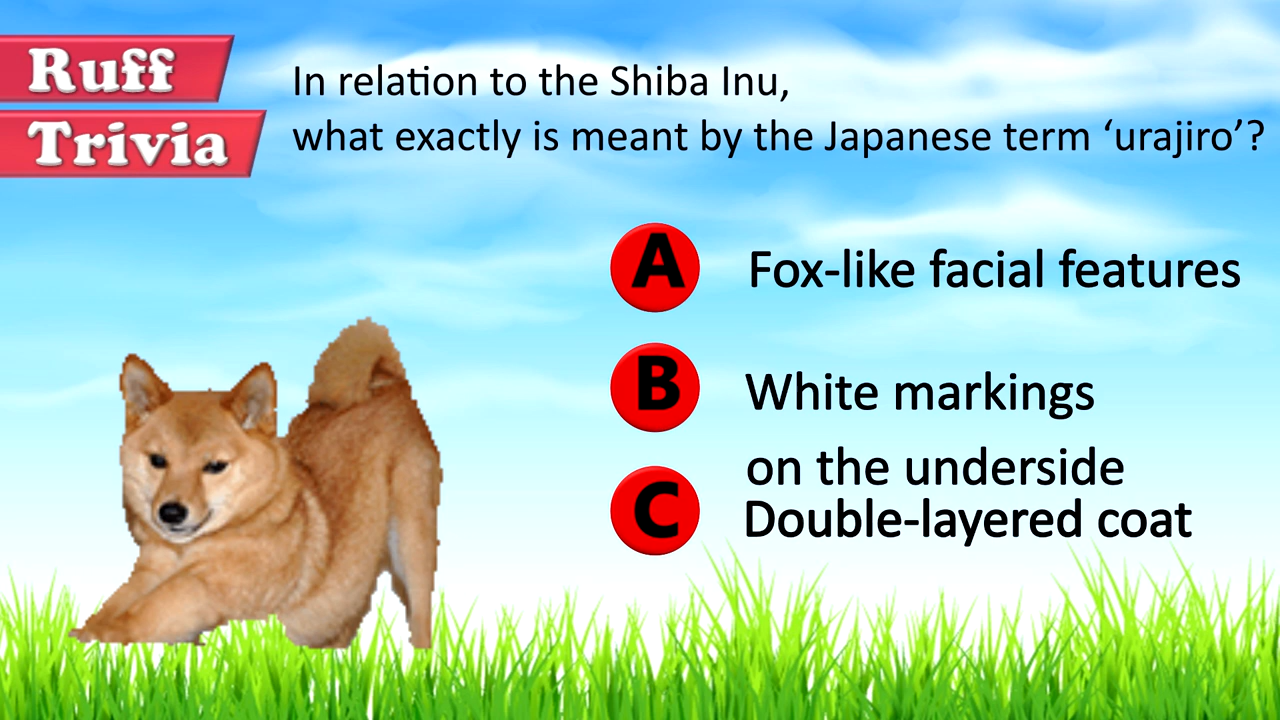 Ruff
Trivia
In relation to the Shiba Inu,
what exactly is meant by the Japanese term ‘urajiro’?
A Fox-like facial features
B White markings
on the underside
C Double-layered coat